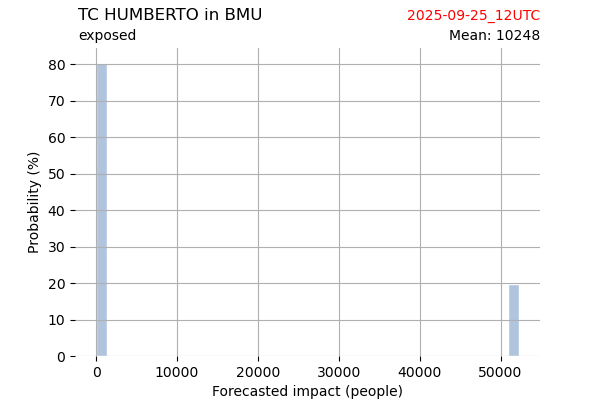 TC HUMBERTO in BMU
2025-09-25_12UTC
exposed
Mean: 10248
80
70
60
50
40
30
20
10
0
Probability (%)
0 10000 20000 30000 40000 50000
Forecasted impact (people)